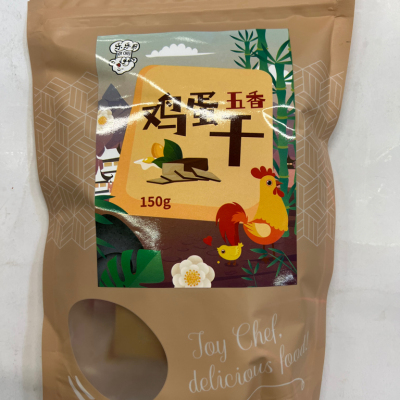 鸡蛋干
五香
150g
Joy Chef,
delicious food!